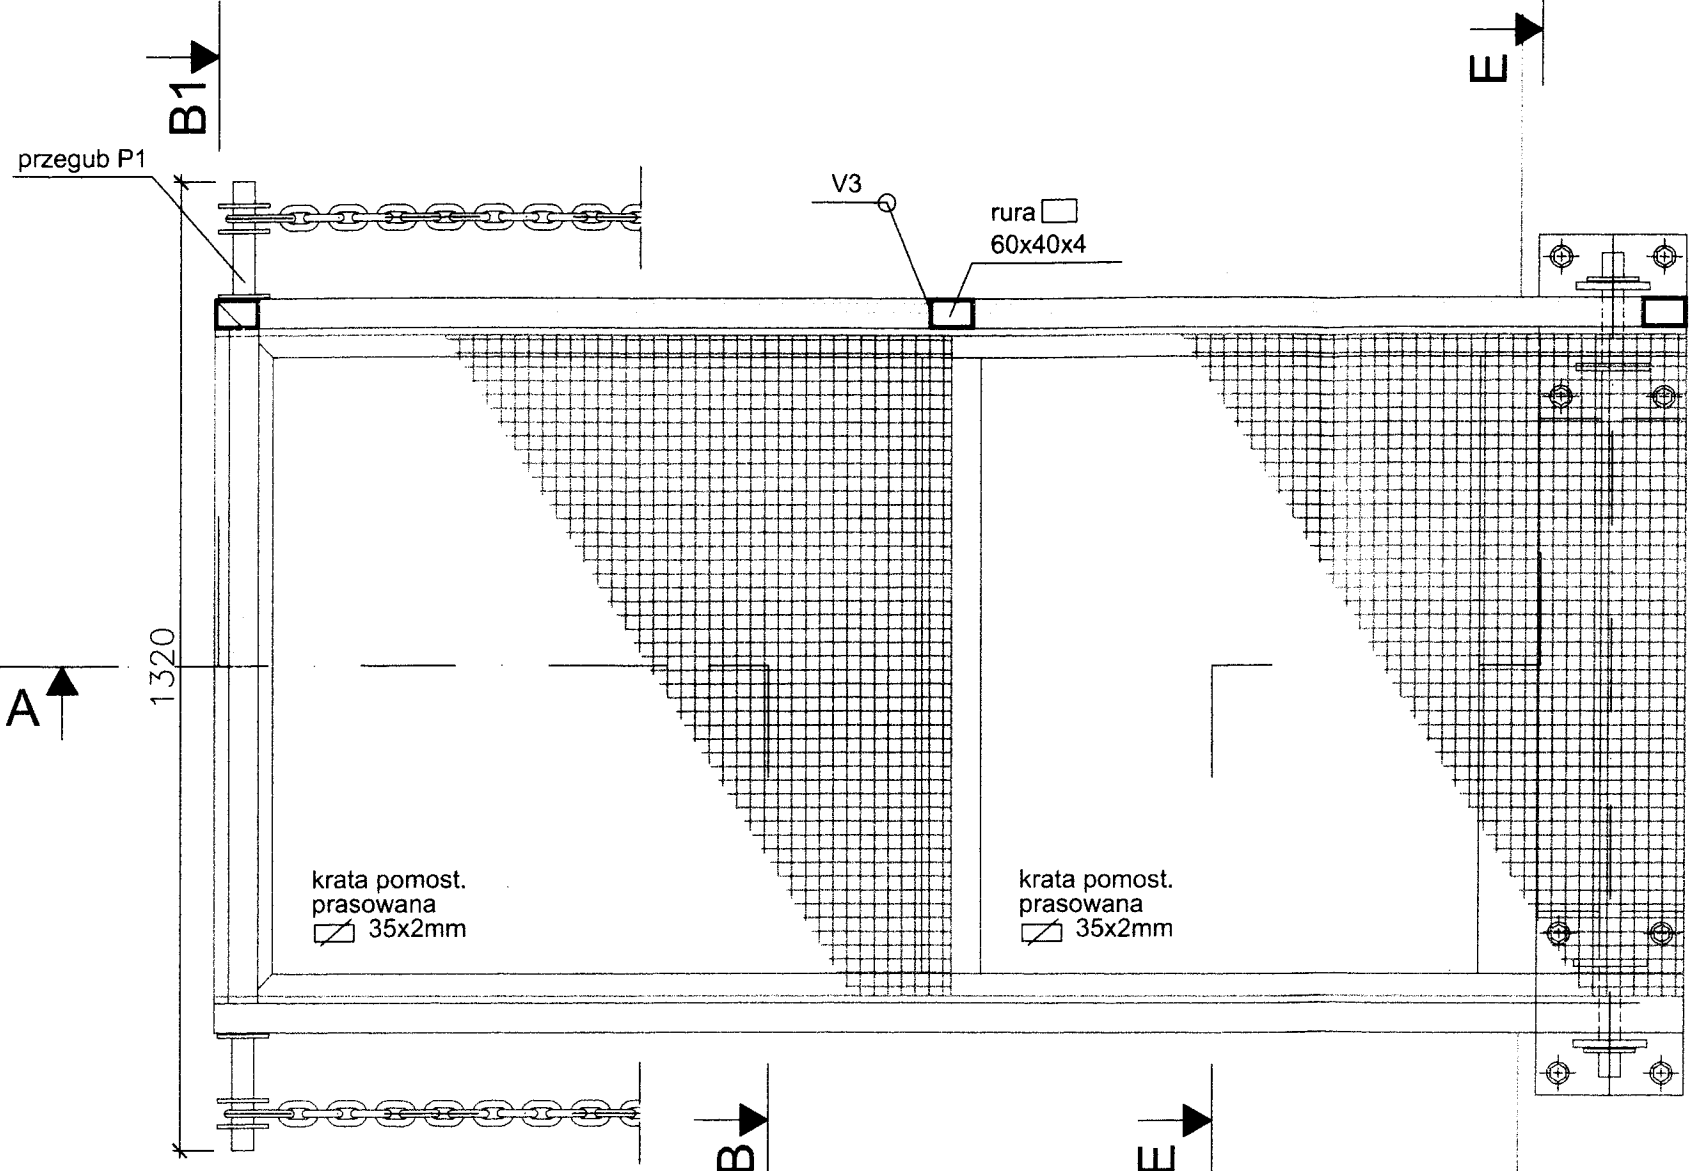 E
B1
przegub P1
V3
rura
60x40x4
1320
A
krata pomost.
prasowana
35x2mm
krata pomost.
prasowana
35x2mm
B
E